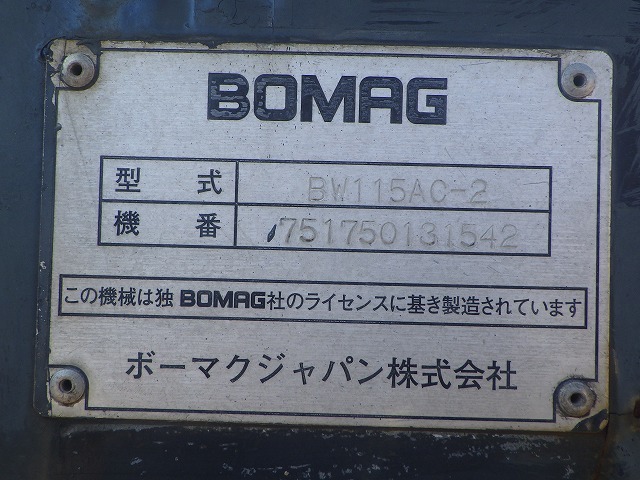 BOMAG
型式 BW115AC-2
機番 751750131542
この機械は独BOMAG社のライセンスに基き製造されています
ボーマクジャパン株式会社